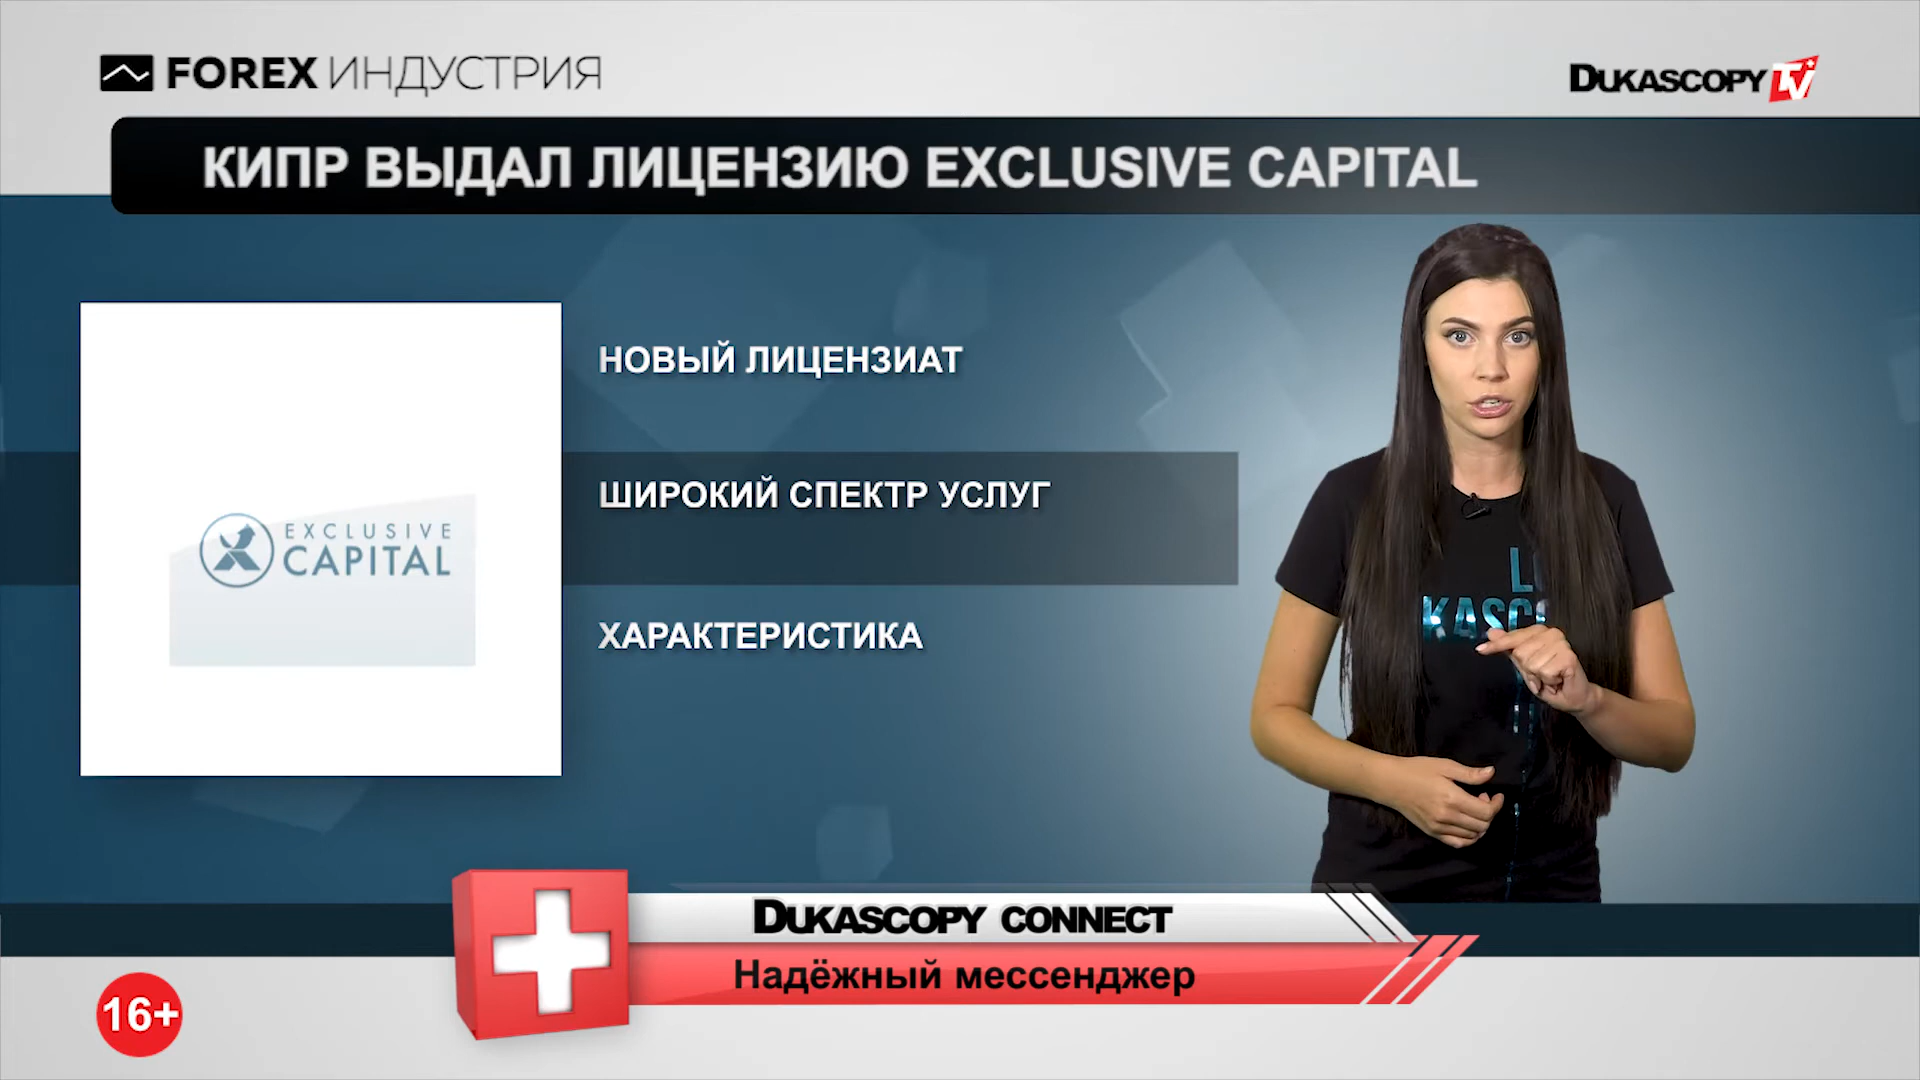 FOREX ИНДУСТРИЯ
DUKASCOPY TV
КИПР ВЫДАЛ ЛИЦЕНЗИЮ EXCLUSIVE CAPITAL
НОВЫЙ ЛИЦЕНЗИАТ
ШИРОКИЙ СПЕКТР УСЛУГ
EXCLUSIVE
CAPITAL
ХАРАКТЕРИСТИКА
DUKASCOPY CONNECT
Надёжный мессенджер
16+